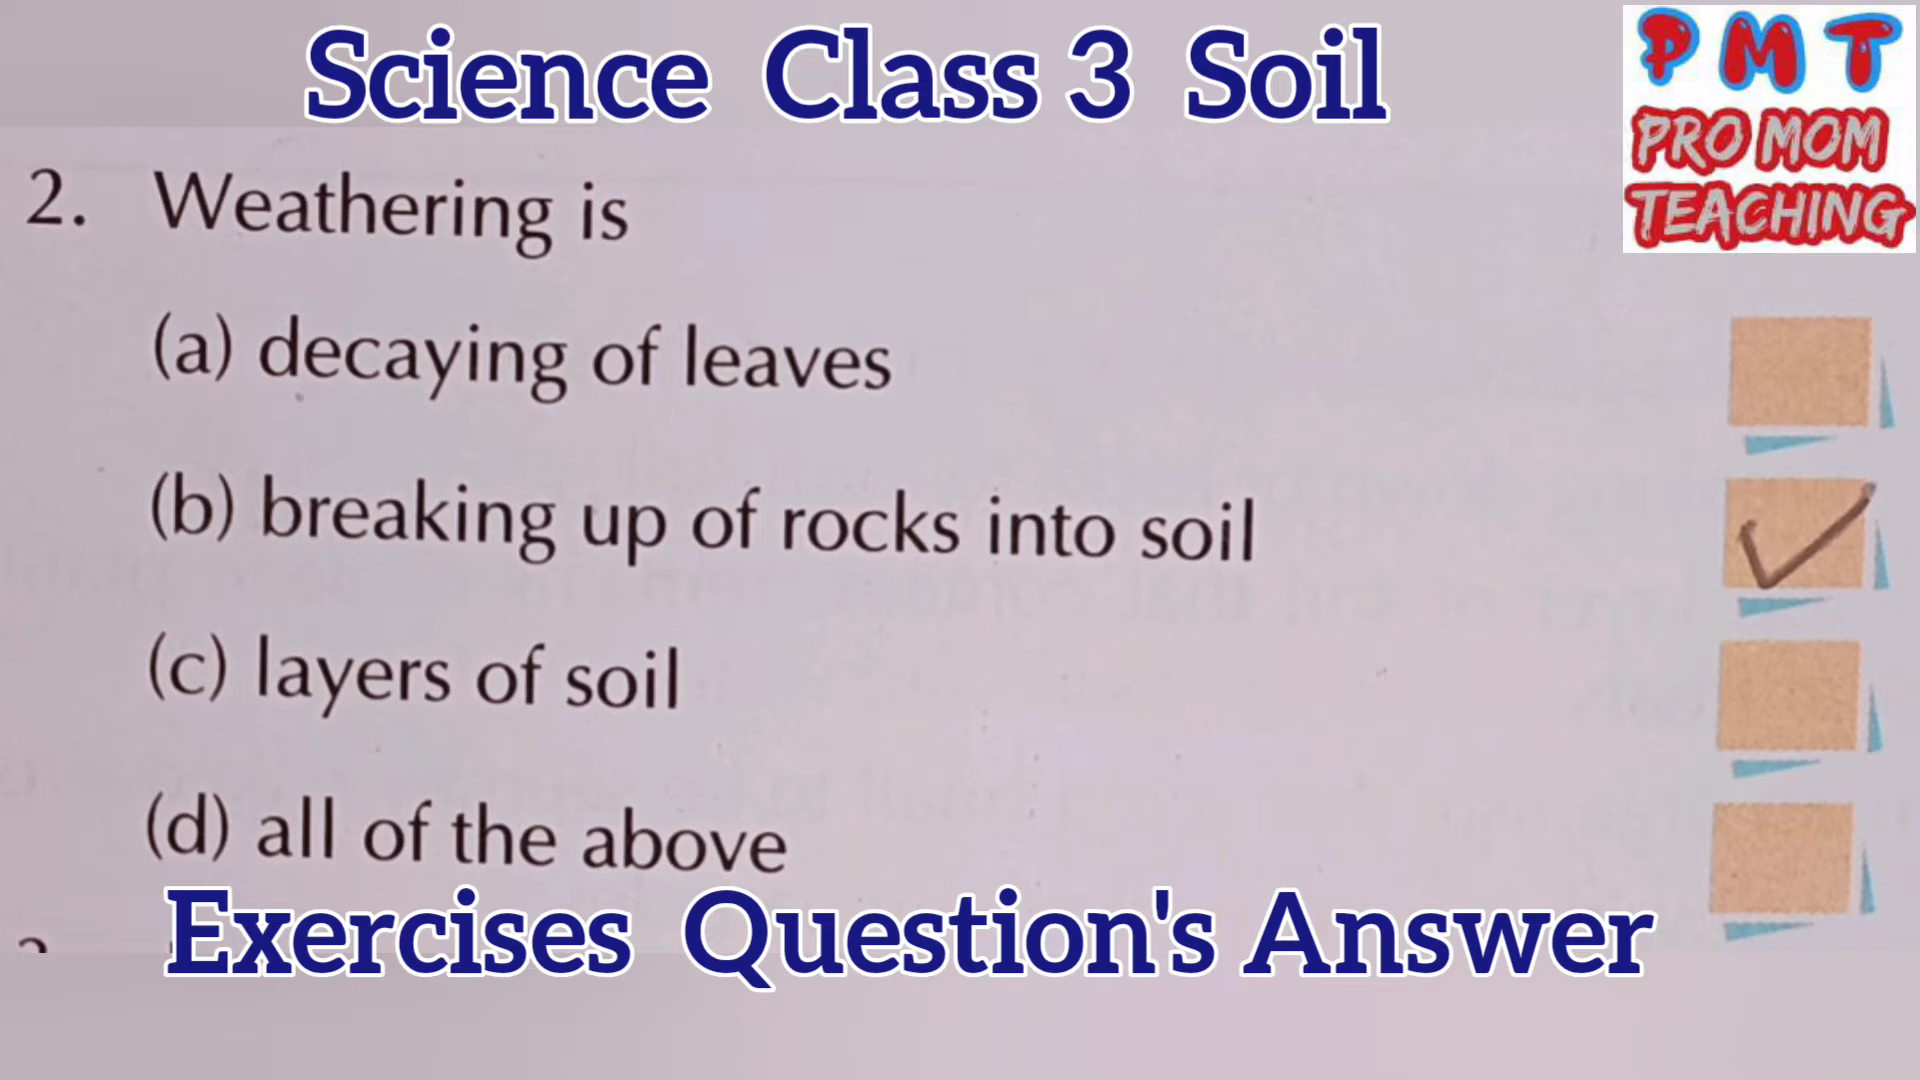 Science Class 3 Soil
PMT
PRO MOM
TEACHING
2. Weathering is
(a) decaying of leaves
(b) breaking up of rocks into soil
(c) layers of soil
(d) all of the above
Exercises Question's Answer